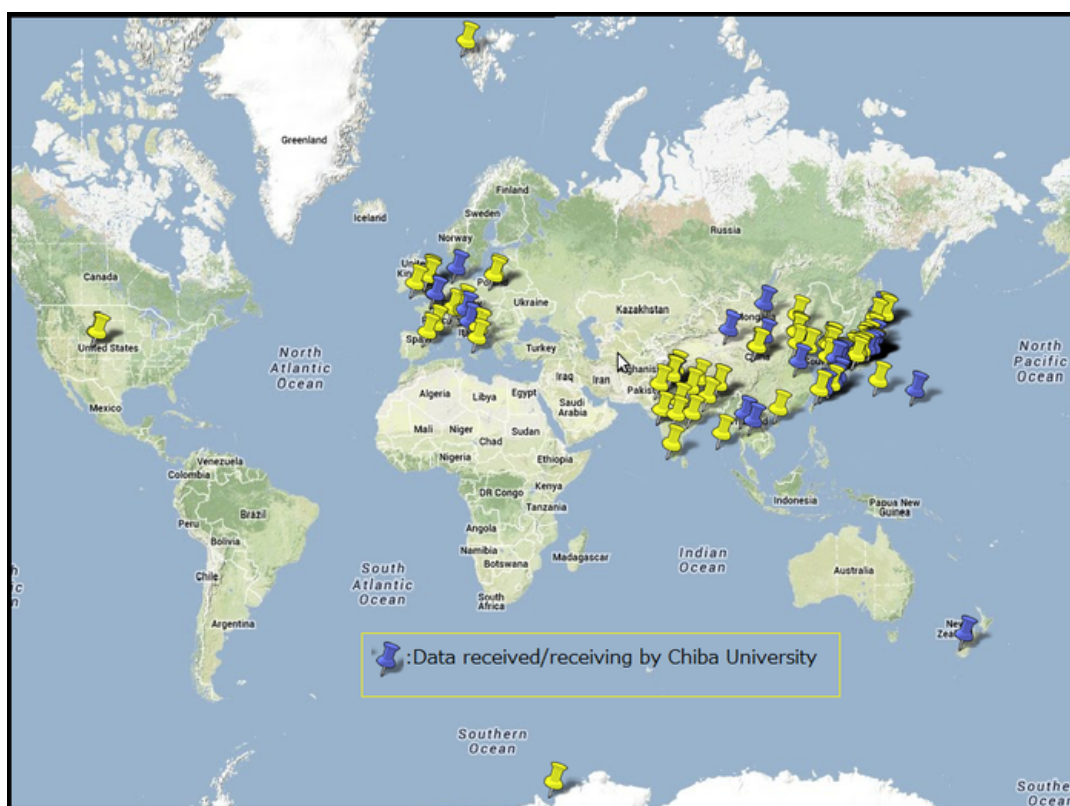 Greenland
Iceland
Finland
Sweden
Norway
Russia
Canada
Ukraine
Kazakhstan
United States
Turkey
Iraq
Iran
North
Atlantic
Ocean
North
Pacific
Ocean
Mexico
Algeria
Libya
Egypt
Saudi
Arabia
Mali
Niger
Chad
Sudan
Nigeria
Ethiopia
Venezuela
Colombia
Kenya
DR Congo
Tanzania
Indonesia
Papua New
Guinea
Peru
Brazil
Bolivia
Angola
Namibia
Botswana
Madagascar
Indian
Ocean
Australia
South
Atlantic
Ocean
Chile
South
Africa
Argentina
New
:Data received/receiving by Chiba University
Southern
Ocean